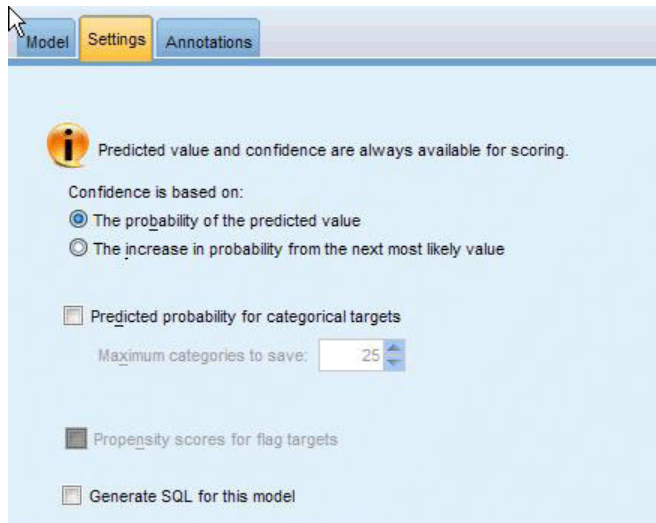 Model Settings Annotations
Predicted value and confidence are always available for scoring.
Confidence is based on:
The probability of the predicted value
The increase in probability from the next most likely value
Predicted probability for categorical targets
Maximum categories to save: 25
Propensity scores for flag targets
Generate SQL for this model